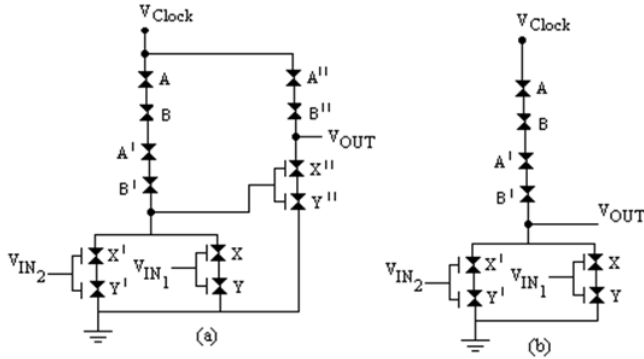 V_Clock
A
B
A'
B'
A''
B''
V_OUT
X''
Y''
V_IN2
X'
Y'
V_IN1
X
Y
(a)
V_Clock
A
B
A'
B'
V_OUT
V_IN2
X'
Y'
V_IN1
X
Y
(b)